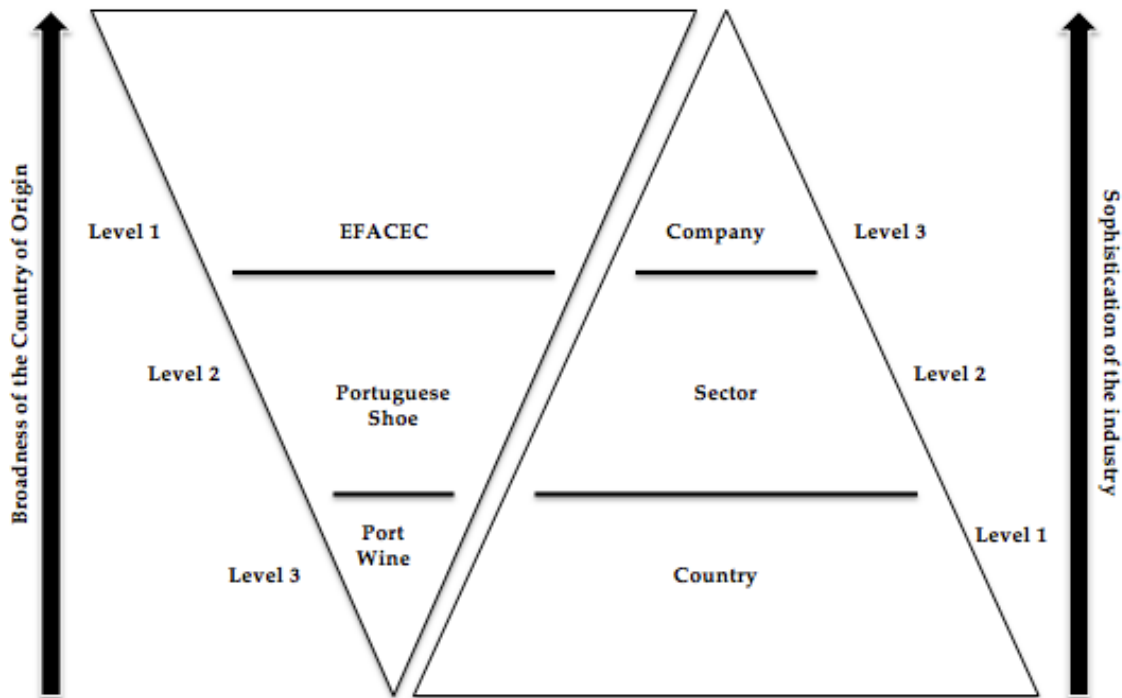 Broadness of the Country of Origin
Level 1
EFACEC
Company
Level 3
Level 2
Portuguese
Shoe
Sector
Level 2
Port
Wine
Level 3
Country
Level 1
Sophistication of the industry